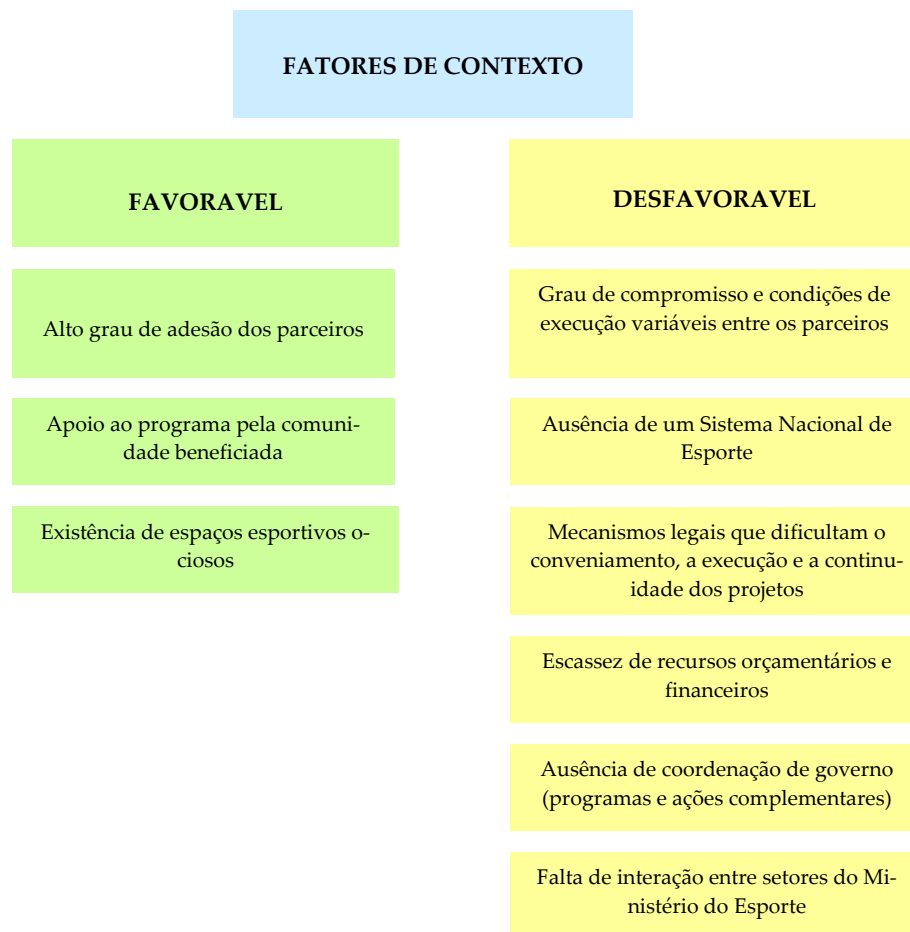 FATORES DE CONTEXTO
FAVORAVEL
Alto grau de adesão dos parceiros
Apoio ao programa pela comuni-
dade beneficiada
Existência de espaços esportivos o-
ciosos
DESFAVORAVEL
Grau de compromisso e condições de
execução variáveis entre os parceiros
Ausência de um Sistema Nacional de
Esporte
Mecanismos legais que dificultam o
conveniamento, a execução e a continu-
idade dos projetos
Escassez de recursos orçamentários e
financeiros
Ausência de coordenação de governo
(programas e ações complementares)
Falta de interação entre setores do Mi-
nistério do Esporte